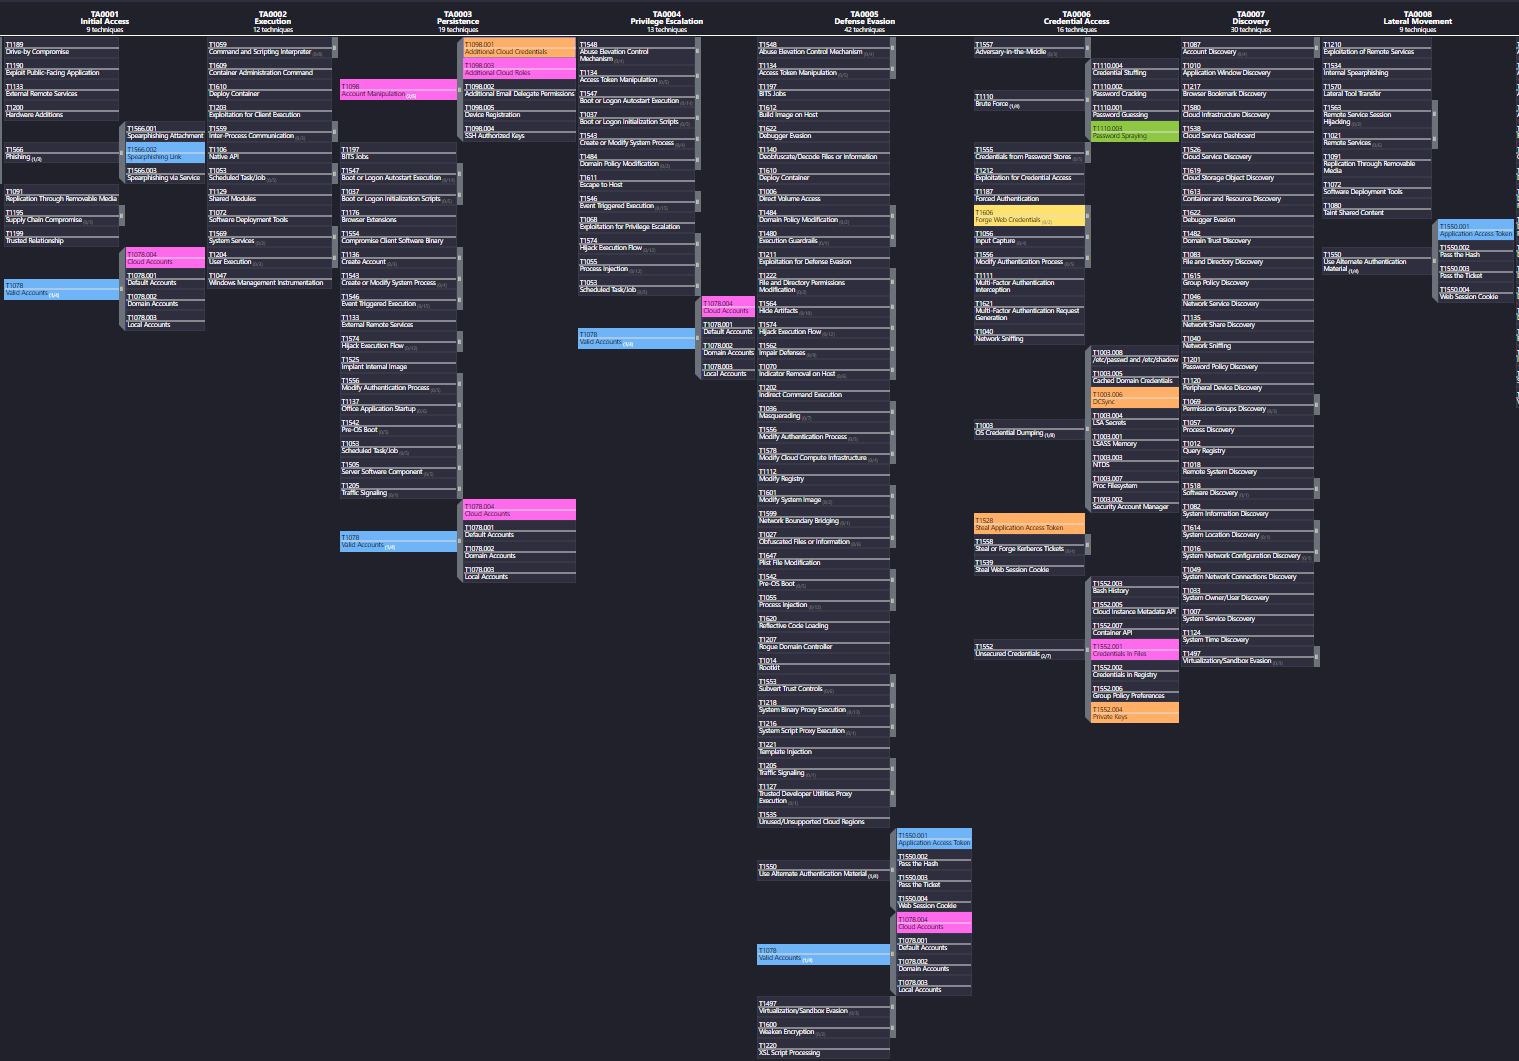 TA0001
Initial Access
9 techniques
T1189
Drive-by Compromise
T1190
Exploit Public-Facing Application
T1133
External Remote Services
T1200
Hardware Additions
T1566
Phishing (1/3)
T1566.001
Spearphishing Attachment
T1566.002
Spearphishing Link
T1566.003
Spearphishing via Service
T1091
Replication Through Removable Media
T1195
Supply Chain Compromise
T1199
Trusted Relationship
T1078
Valid Accounts (1/4)
T1078.004
Cloud Accounts
T1078.001
Default Accounts
T1078.002
Domain Accounts
T1078.003
Local Accounts
TA0002
Execution
12 techniques
T1059
Command and Scripting Interpreter
T1609
Container Administration Command
T1610
Deploy Container
T1203
Exploitation for Client Execution
T1559
Inter-Process Communication
T1106
Native API
T1053
Scheduled Task/Job
T1129
Shared Modules
T1072
Software Deployment Tools
T1569
System Services
T1204
User Execution
T1047
Windows Management Instrumentation
TA0003
Persistence
19 techniques
T1098
Account Manipulation (2/5)
T1098.001
Additional Cloud Credentials
T1098.003
Additional Cloud Roles
T1098.002
Additional Email Delegate Permissions
T1098.005
Device Registration
T1098.004
SSH Authorized Keys
T1197
BITS Jobs
T1547
Boot or Logon Autostart Execution
T1037
Boot or Logon Initialization Scripts
T1176
Browser Extensions
T1554
Compromise Client Software Binary
T1136
Create Account
T1543
Create or Modify System Process
T1546
Event Triggered Execution
T1133
External Remote Services
T1574
Hijack Execution Flow
T1525
Implant Internal Image
T1556
Modify Authentication Process
T1137
Office Application Startup
T1542
Pre-OS Boot
T1053
Scheduled Task/Job
T1505
Server Software Component
T1205
Traffic Signaling
T1078
Valid Accounts (1/4)
T1078.004
Cloud Accounts
T1078.001
Default Accounts
T1078.002
Domain Accounts
T1078.003
Local Accounts
TA0004
Privilege Escalation
13 techniques
T1548
Abuse Elevation Control
Mechanism
T1134
Access Token Manipulation
T1547
Boot or Logon Autostart Execution
T1037
Boot or Logon Initialization Scripts
T1543
Create or Modify System Process
T1484
Domain Policy Modification
T1611
Escape to Host
T1546
Event Triggered Execution
T1068
Exploitation for Privilege Escalation
T1574
Hijack Execution Flow
T1055
Process Injection
T1053
Scheduled Task/Job
T1078
Valid Accounts (1/4)
T1078.004
Cloud Accounts
T1078.001
Default Accounts
T1078.002
Domain Accounts
T1078.003
Local Accounts
TA0005
Defense Evasion
42 techniques
T1548
Abuse Elevation Control Mechanism
T1134
Access Token Manipulation
T1197
BITS Jobs
T1612
Build Image on Host
T1622
Debugger Evasion
T1140
Deobfuscate/Decode Files or Information
T1610
Deploy Container
T1006
Direct Volume Access
T1484
Domain Policy Modification
T1480
Execution Guardrails
T1211
Exploitation for Defense Evasion
T1222
File and Directory Permissions
Modification
T1564
Hide Artifacts
T1574
Hijack Execution Flow
T1562
Impair Defenses
T1070
Indicator Removal on Host
T1202
Indirect Command Execution
T1036
Masquerading
T1556
Modify Authentication Process
T1578
Modify Cloud Compute Infrastructure
T1112
Modify Registry
T1601
Modify System Image
T1599
Network Boundary Bridging
T1027
Obfuscated Files or Information
T1647
Plist File Modification
T1542
Pre-OS Boot
T1055
Process Injection
T1620
Reflective Code Loading
T1207
Rogue Domain Controller
T1014
Rootkit
T1553
Subvert Trust Controls
T1218
System Binary Proxy Execution
T1216
System Script Proxy Execution
T1221
Template Injection
T1205
Traffic Signaling
T1127
Trusted Developer Utilities Proxy
Execution
T1535
Unused/Unsupported Cloud Regions
T1550
Use Alternate Authentication Material (1/4)
T1550.001
Application Access Token
T1550.002
Pass the Hash
T1550.003
Pass the Ticket
T1550.004
Web Session Cookie
T1078
Valid Accounts (1/4)
T1078.004
Cloud Accounts
T1078.001
Default Accounts
T1078.002
Domain Accounts
T1078.003
Local Accounts
T1497
Virtualization/Sandbox Evasion
T1600
Weaken Encryption
T1220
XSL Script Processing
TA0006
Credential Access
16 techniques
T1557
Adversary-in-the-Middle
T1110
Brute Force (1/4)
T1110.004
Credential Stuffing
T1110.002
Password Cracking
T1110.001
Password Guessing
T1110.003
Password Spraying
T1555
Credentials from Password Stores
T1212
Exploitation for Credential Access
T1187
Forced Authentication
T1606
Forge Web Credentials
T1056
Input Capture
T1556
Modify Authentication Process
T1111
Multi-Factor Authentication
Interception
T1621
Multi-Factor Authentication Request
Generation
T1040
Network Sniffing
T1003
OS Credential Dumping (1/8)
T1003.008
/etc/passwd and /etc/shadow
T1003.005
Cached Domain Credentials
T1003.006
DCSync
T1003.004
LSA Secrets
T1003.001
LSASS Memory
T1003.003
NTDS
T1003.007
Proc Filesystem
T1003.002
Security Account Manager
T1528
Steal Application Access Token
T1558
Steal or Forge Kerberos Tickets
T1539
Steal Web Session Cookie
T1552
Unsecured Credentials (2/7)
T1552.003
Bash History
T1552.005
Cloud Instance Metadata API
T1552.007
Container API
T1552.001
Credentials In Files
T1552.002
Credentials in Registry
T1552.006
Group Policy Preferences
T1552.004
Private Keys
TA0007
Discovery
30 techniques
T1087
Account Discovery
T1010
Application Window Discovery
T1217
Browser Bookmark Discovery
T1580
Cloud Infrastructure Discovery
T1538
Cloud Service Dashboard
T1526
Cloud Service Discovery
T1619
Cloud Storage Object Discovery
T1613
Container and Resource Discovery
T1622
Debugger Evasion
T1482
Domain Trust Discovery
T1083
File and Directory Discovery
T1615
Group Policy Discovery
T1046
Network Service Discovery
T1135
Network Share Discovery
T1040
Network Sniffing
T1201
Password Policy Discovery
T1120
Peripheral Device Discovery
T1069
Permission Groups Discovery
T1057
Process Discovery
T1012
Query Registry
T1018
Remote System Discovery
T1518
Software Discovery
T1082
System Information Discovery
T1614
System Location Discovery
T1016
System Network Configuration Discovery
T1049
System Network Connections Discovery
T1033
System Owner/User Discovery
T1007
System Service Discovery
T1124
System Time Discovery
T1497
Virtualization/Sandbox Evasion
TA0008
Lateral Movement
9 techniques
T1210
Exploitation of Remote Services
T1534
Internal Spearphishing
T1570
Lateral Tool Transfer
T1563
Remote Service Session
Hijacking
T1021
Remote Services
T1091
Replication Through Removable
Media
T1072
Software Deployment Tools
T1080
Taint Shared Content
T1550
Use Alternate Authentication
Material (1/4)
T1550.001
Application Access Token
T1550.002
Pass the Hash
T1550.003
Pass the Ticket
T1550.004
Web Session Cookie